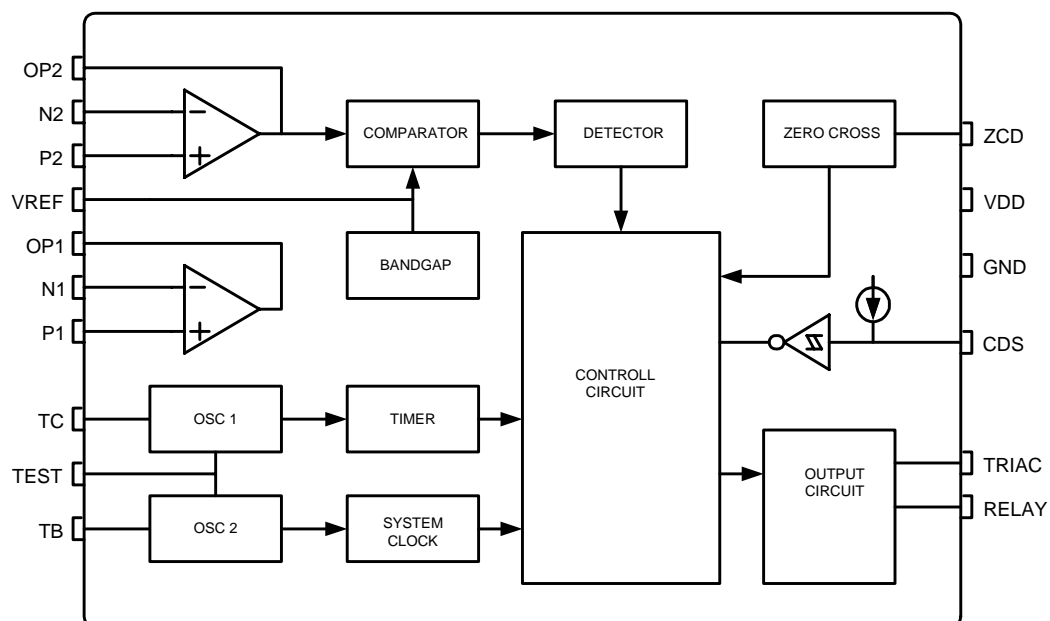 OP2
N2
P2
VREF
OP1
N1
P1
TC
TEST
TB
COMPARATOR
DETECTOR
ZERO CROSS
BANDGAP
CONTROLL
CIRCUIT
OSC 1
TIMER
OSC 2
SYSTEM
CLOCK
OUTPUT
CIRCUIT
ZCD
VDD
GND
CDS
TRIAC
RELAY